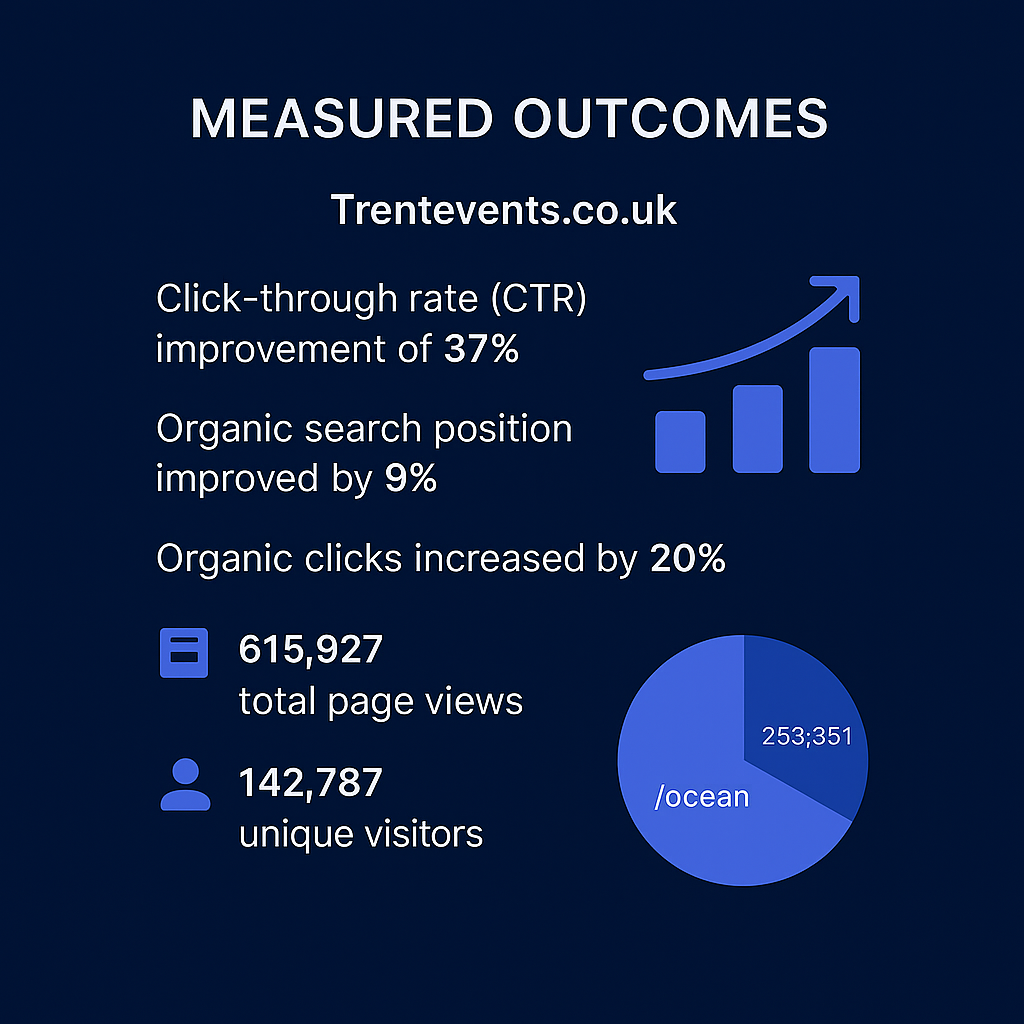 MEASURED OUTCOMES
Trentevents.co.uk
Click-through rate (CTR)
improvement of 37%
Organic search position
improved by 9%
Organic clicks increased by 20%
615,927
total page views
142,787
unique visitors
253;351
/ocean